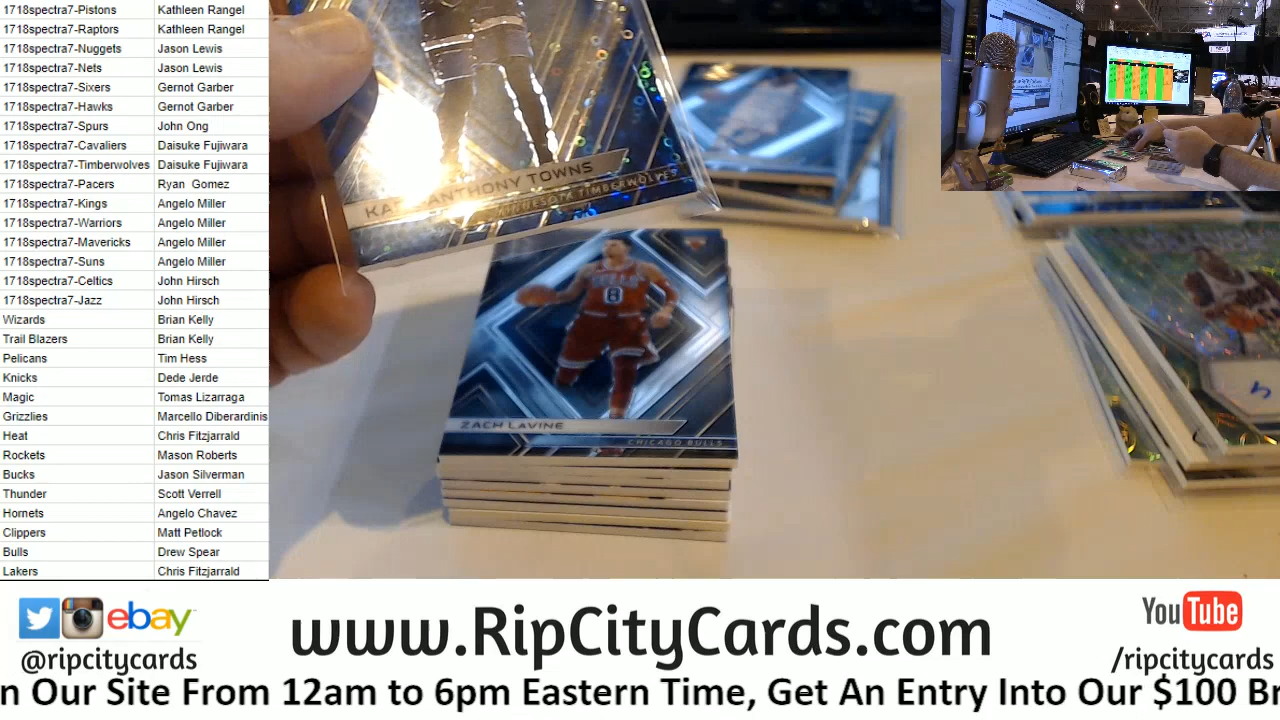 1718spectra7-Pistons Kathleen Rangel
1718spectra7-Raptors Kathleen Rangel
1718spectra7-Nuggets Jason Lewis
1718spectra7-Nets Jason Lewis
1718spectra7-Sixers Gernot Garber
1718spectra7-Hawks Gernot Garber
1718spectra7-Spurs John Ong
1718spectra7-Cavaliers Daisuke Fujiwara
1718spectra7-Timberwolves Daisuke Fujiwara
1718spectra7-Pacers Ryan Gomez
1718spectra7-Kings Angelo Miller
1718spectra7-Warriors Angelo Miller
1718spectra7-Mavericks Angelo Miller
1718spectra7-Suns Angelo Miller
1718spectra7-Celtics John Hirsch
1718spectra7-Jazz John Hirsch
Wizards Brian Kelly
Trail Blazers Brian Kelly
Pelicans Tim Hess
Knicks Dede Jerde
Magic Tomas Lizarraga
Grizzlies Marcello Diberardinis
Heat Chris Fitzjarrald
Rockets Mason Roberts
Bucks Jason Silverman
Thunder Scott Verrell
Hornets Angelo Chavez
Clippers Matt Petlock
Bulls Drew Spear
Lakers Chris Fitzjarrald
ANTHONY TOWNS
MINNESOTA TIMBERWOLVES
8
ZACH LAVINE
CHICAGO BULLS
ebay
@ripcitycards
www.RipCityCards.com
YouTube
/ripcitycards
n Our Site From 12am to 6pm Eastern Time, Get An Entry Into Our $100 Br